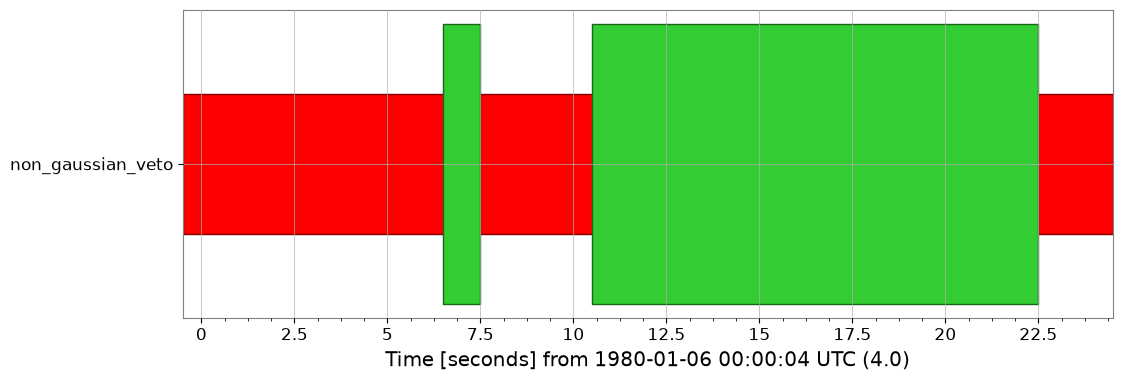 non_gaussian_veto
0 2.5 5 7.5 10 12.5 15 17.5 20 22.5
Time [seconds] from 1980-01-06 00:00:04 UTC (4.0)